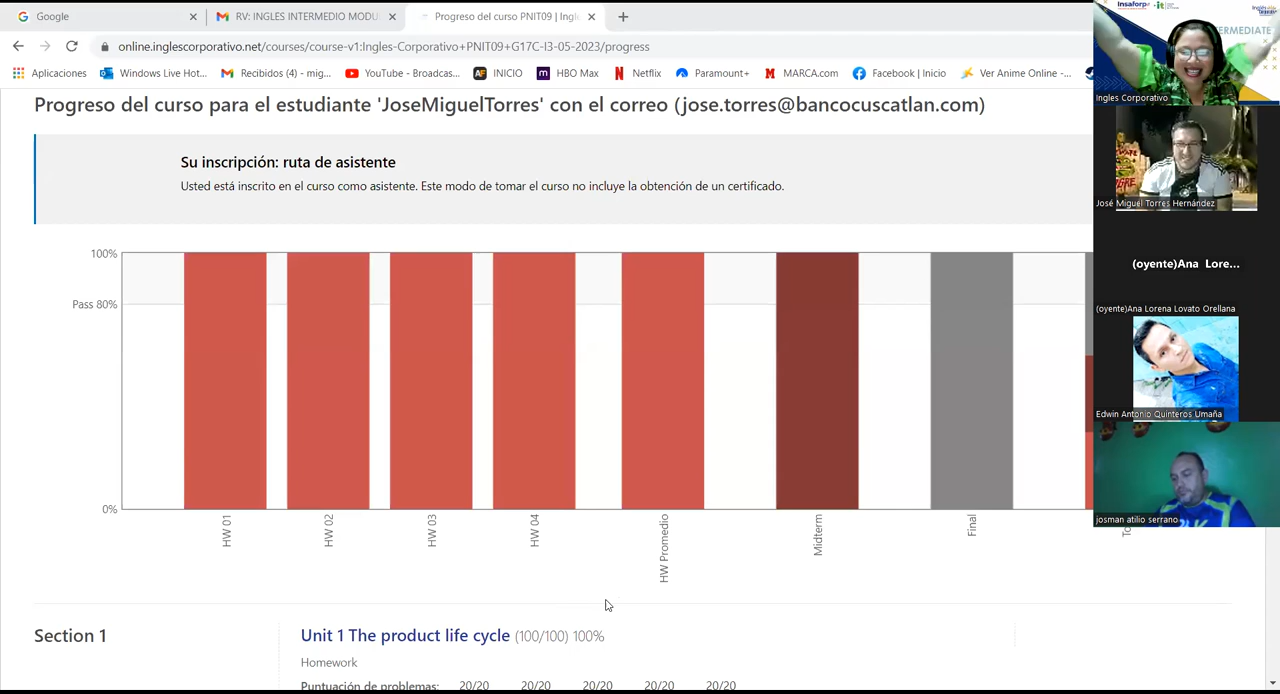 Google
RV: INGLES INTERMEDIO MODU
Progreso del curso PNIT09 | Ingl
online.inglescorporativo.net/courses/course-v1:Ingles-Corporativo+PNIT09+G17C-I3-05-2023/progress
Aplicaciones
Windows Live Hot...
Recibidos (4) - mig...
YouTube - Broadcas...
INICIO
HBO Max
Netflix
Paramount+
MARCA.com
Facebook | Inicio
Ver Anime Online -...
Progreso del curso para el estudiante 'JoseMiguelTorres' con el correo (jose.torres@bancocuscatlan.com)
Su inscripción: ruta de asistente
Usted está inscrito en el curso como asistente. Este modo de tomar el curso no incluye la obtención de un certificado.
100%
Pass 80%
0%
HW 01
HW 02
HW 03
HW 04
HW Promedio
Midterm
Final
To
Section 1
Unit 1 The product life cycle (100/100) 100%
Homework
Puntuación de problemas:
20/20
20/20
20/20
20/20
20/20
Insaforp
ERMEDIATE
Ingles Corporativo
José Miguel Torres Hernández
(oyente)Ana Lore...
(oyente)Ana Lorena Lovato Orellana
Edwin Antonio Quinteros Umaña
josman atilio serrano